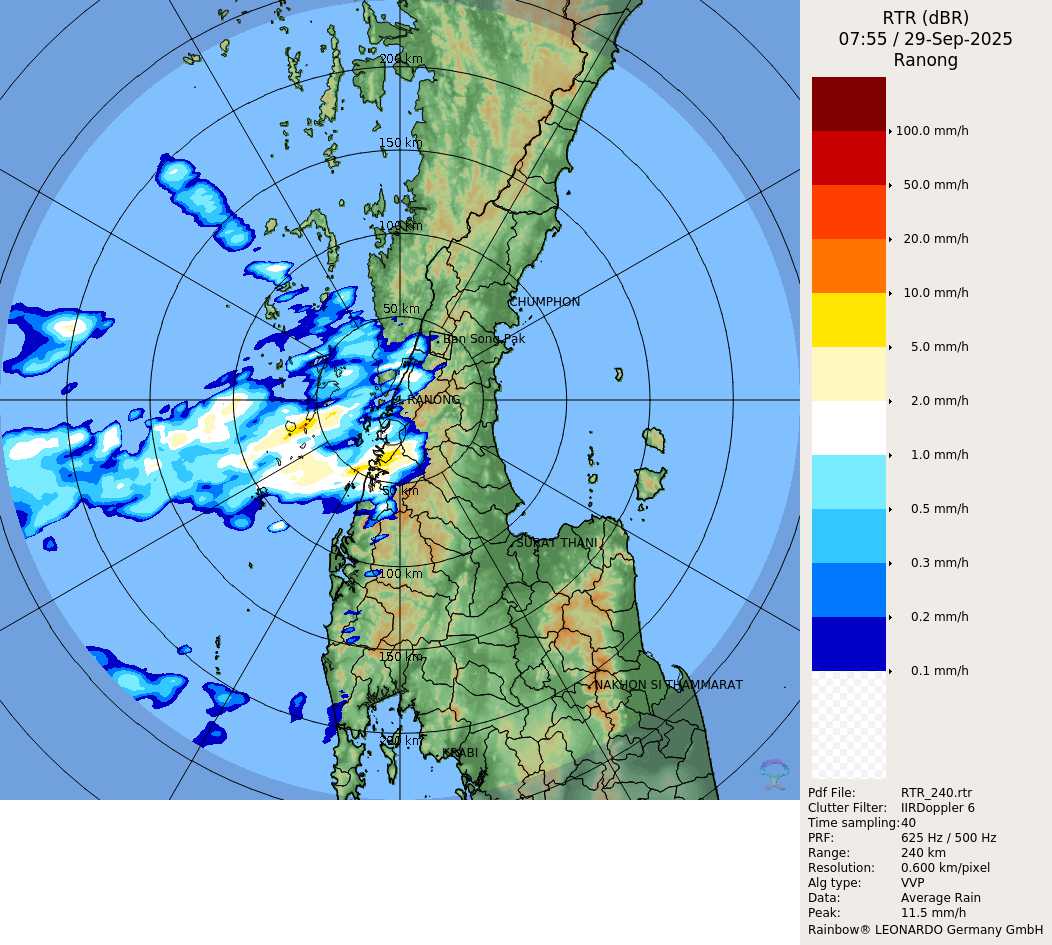 RTR (dBR)
07:55 / 29-Sep-2025
Ranong
100.0 mm/h
50.0 mm/h
20.0 mm/h
10.0 mm/h
5.0 mm/h
2.0 mm/h
1.0 mm/h
0.5 mm/h
0.3 mm/h
0.2 mm/h
0.1 mm/h
200 km
150 km
100 km
CHUMPHON
50 km
Ban Song Pak
RANONG
50 km
SURAT THANI
100 km
150 km
NAKHON SI THAMMARAT
200 km
KRABI
Pdf File: RTR_240.rtr
Clutter Filter: IIRDoppler 6
Time sampling:40
PRF: 625 Hz / 500 Hz
Range: 240 km
Resolution: 0.600 km/pixel
Alg type: VVP
Data: Average Rain
Peak: 11.5 mm/h
Rainbow® LEONARDO Germany GmbH